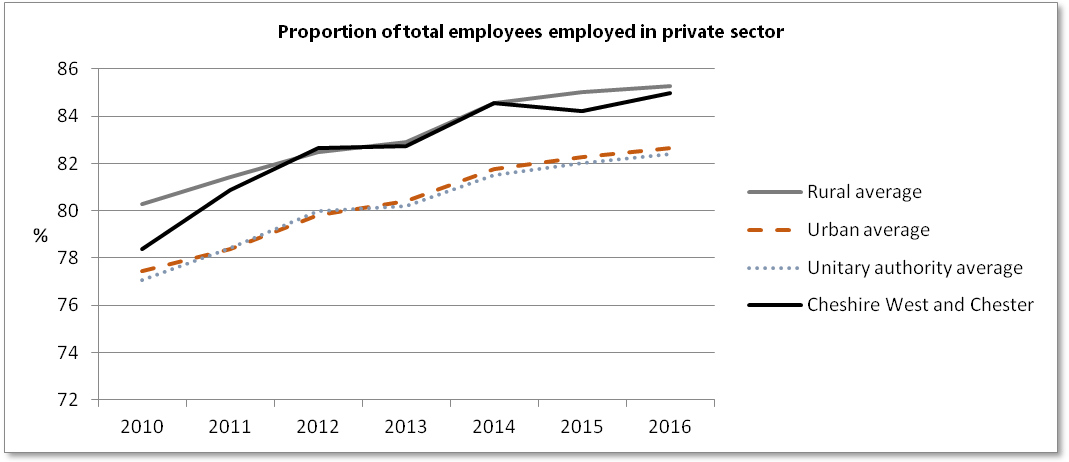 Proportion of total employees employed in private sector
86
84
82
80
78
76
74
72
%
2010 2011 2012 2013 2014 2015 2016
Rural average
Urban average
Unitary authority average
Cheshire West and Chester